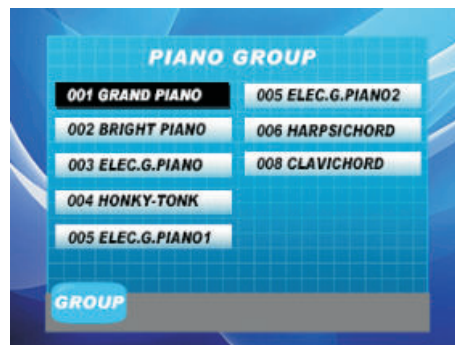 PIANO GROUP
001 GRAND PIANO
002 BRIGHT PIANO
003 ELEC.G.PIANO
004 HONKY-TONK
005 ELEC.G.PIANO1
005 ELEC.G.PIANO2
006 HARPSICHORD
008 CLAVICHORD
GROUP